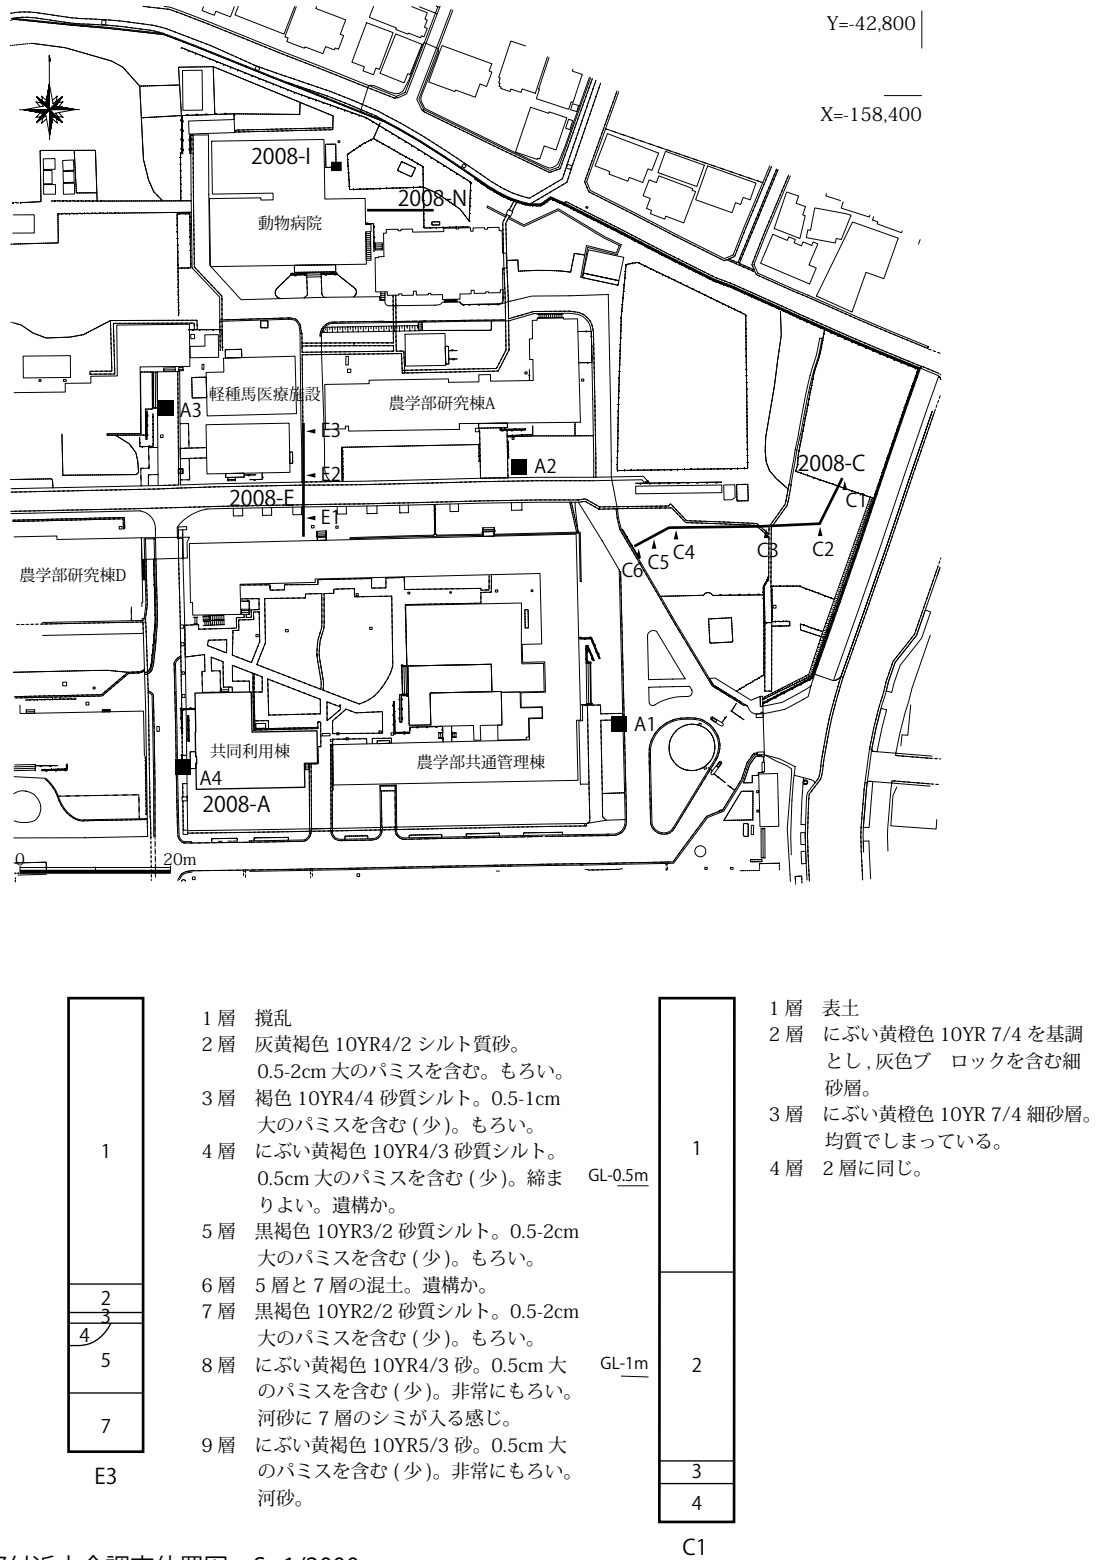 Y=-42,800
X=-158,400
2008-I
2008-N
動物病院
軽種馬医療施設
農学部研究棟A
A3
E3
A2
E2
2008-C
2008-E
C1
E1
C2
C3
C4
C5
C6
農学部研究棟D
A1
共同利用棟
農学部共通管理棟
A4
2008-A
0
20m
1
2
3
4
5
7
E3
1層 撹乱
2層 灰黄褐色 10YR4/2 シルト質砂。
0.5-2cm 大のパミスを含む。もろい。
3層 褐色 10YR4/4 砂質シルト。0.5-1cm
大のパミスを含む ( 少 )。もろい。
4層 にぶい黄褐色 10YR4/3 砂質シルト。
0.5cm 大のパミスを含む ( 少 )。締ま
りよい。遺構か。
5層 黒褐色 10YR3/2 砂質シルト。0.5-2cm
大のパミスを含む ( 少 )。もろい。
6層 5層と7層の混土。遺構か。
7層 黒褐色 10YR2/2 砂質シルト。0.5-2cm
大のパミスを含む ( 少 )。もろい。
8層 にぶい黄褐色 10YR4/3 砂。0.5cm 大
のパミスを含む ( 少 )。非常にもろい。
河砂に7層のシミが入る感じ。
9層 にぶい黄褐色 10YR5/3 砂。0.5cm 大
のパミスを含む ( 少 )。非常にもろい。
河砂。
GL-0.5m
GL-1m
1
2
3
4
C1
1層 表土
2層 にぶい黄橙色 10YR 7/4 を基調
とし , 灰色ブ ロックを含む細
砂層。
3層 にぶい黄橙色 10YR 7/4 細砂層。
均質でしまっている。
4層 2層に同じ。